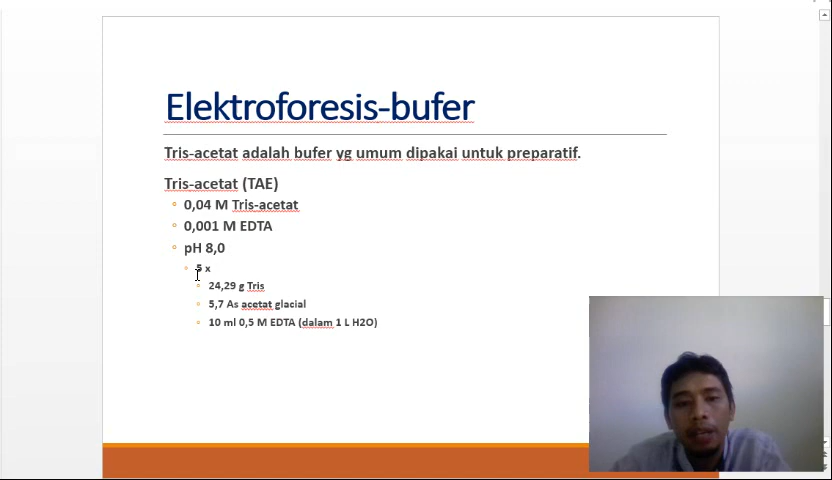 Elektroforesis-bufer
Tris-acetat adalah bufer yg umum dipakai untuk preparatif.
Tris-acetat (TAE)
0,04 M Tris-acetat
0,001 M EDTA
pH 8,0
5 x
24,29 g Tris
5,7 As acetat glacial
10 ml 0,5 M EDTA (dalam 1 L H2O)